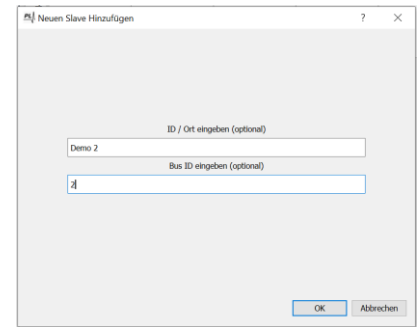 Neuen Slave Hinzufügen ?
ID / Ort eingeben (optional)
Demo 2
Bus ID eingeben (optional)
2
OK Abbrechen